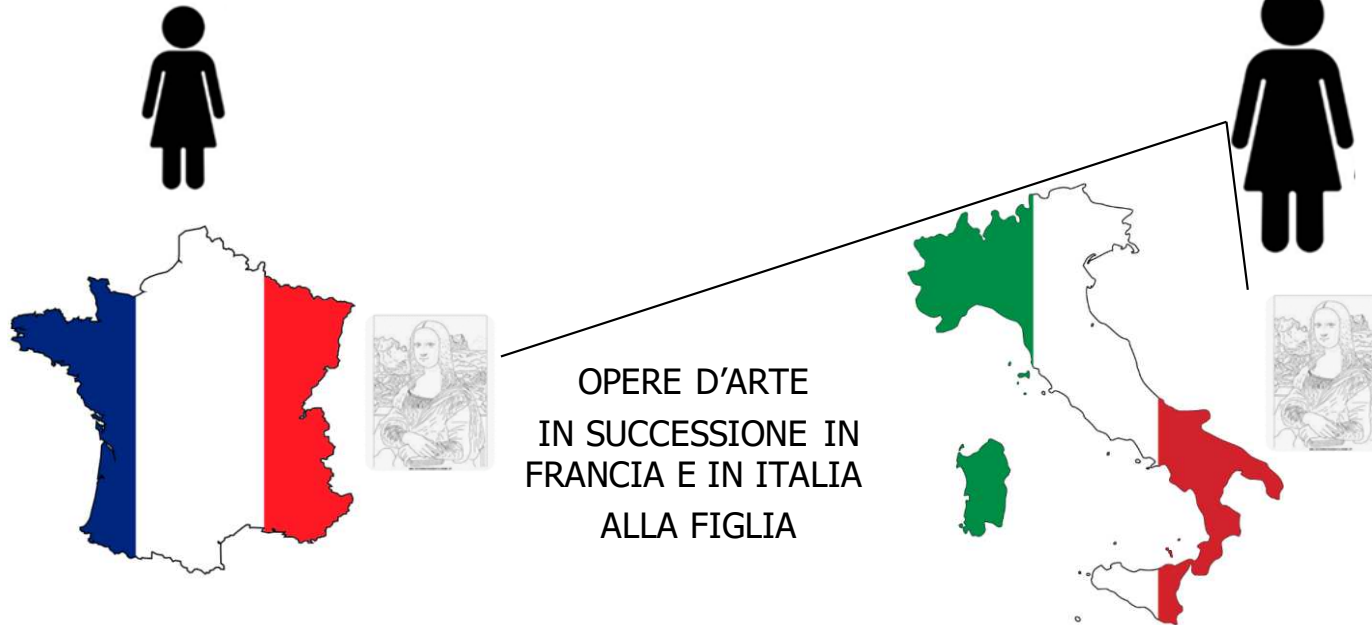 OPERE D’ARTE
IN SUCCESSIONE IN
FRANCIA E IN ITALIA
ALLA FIGLIA